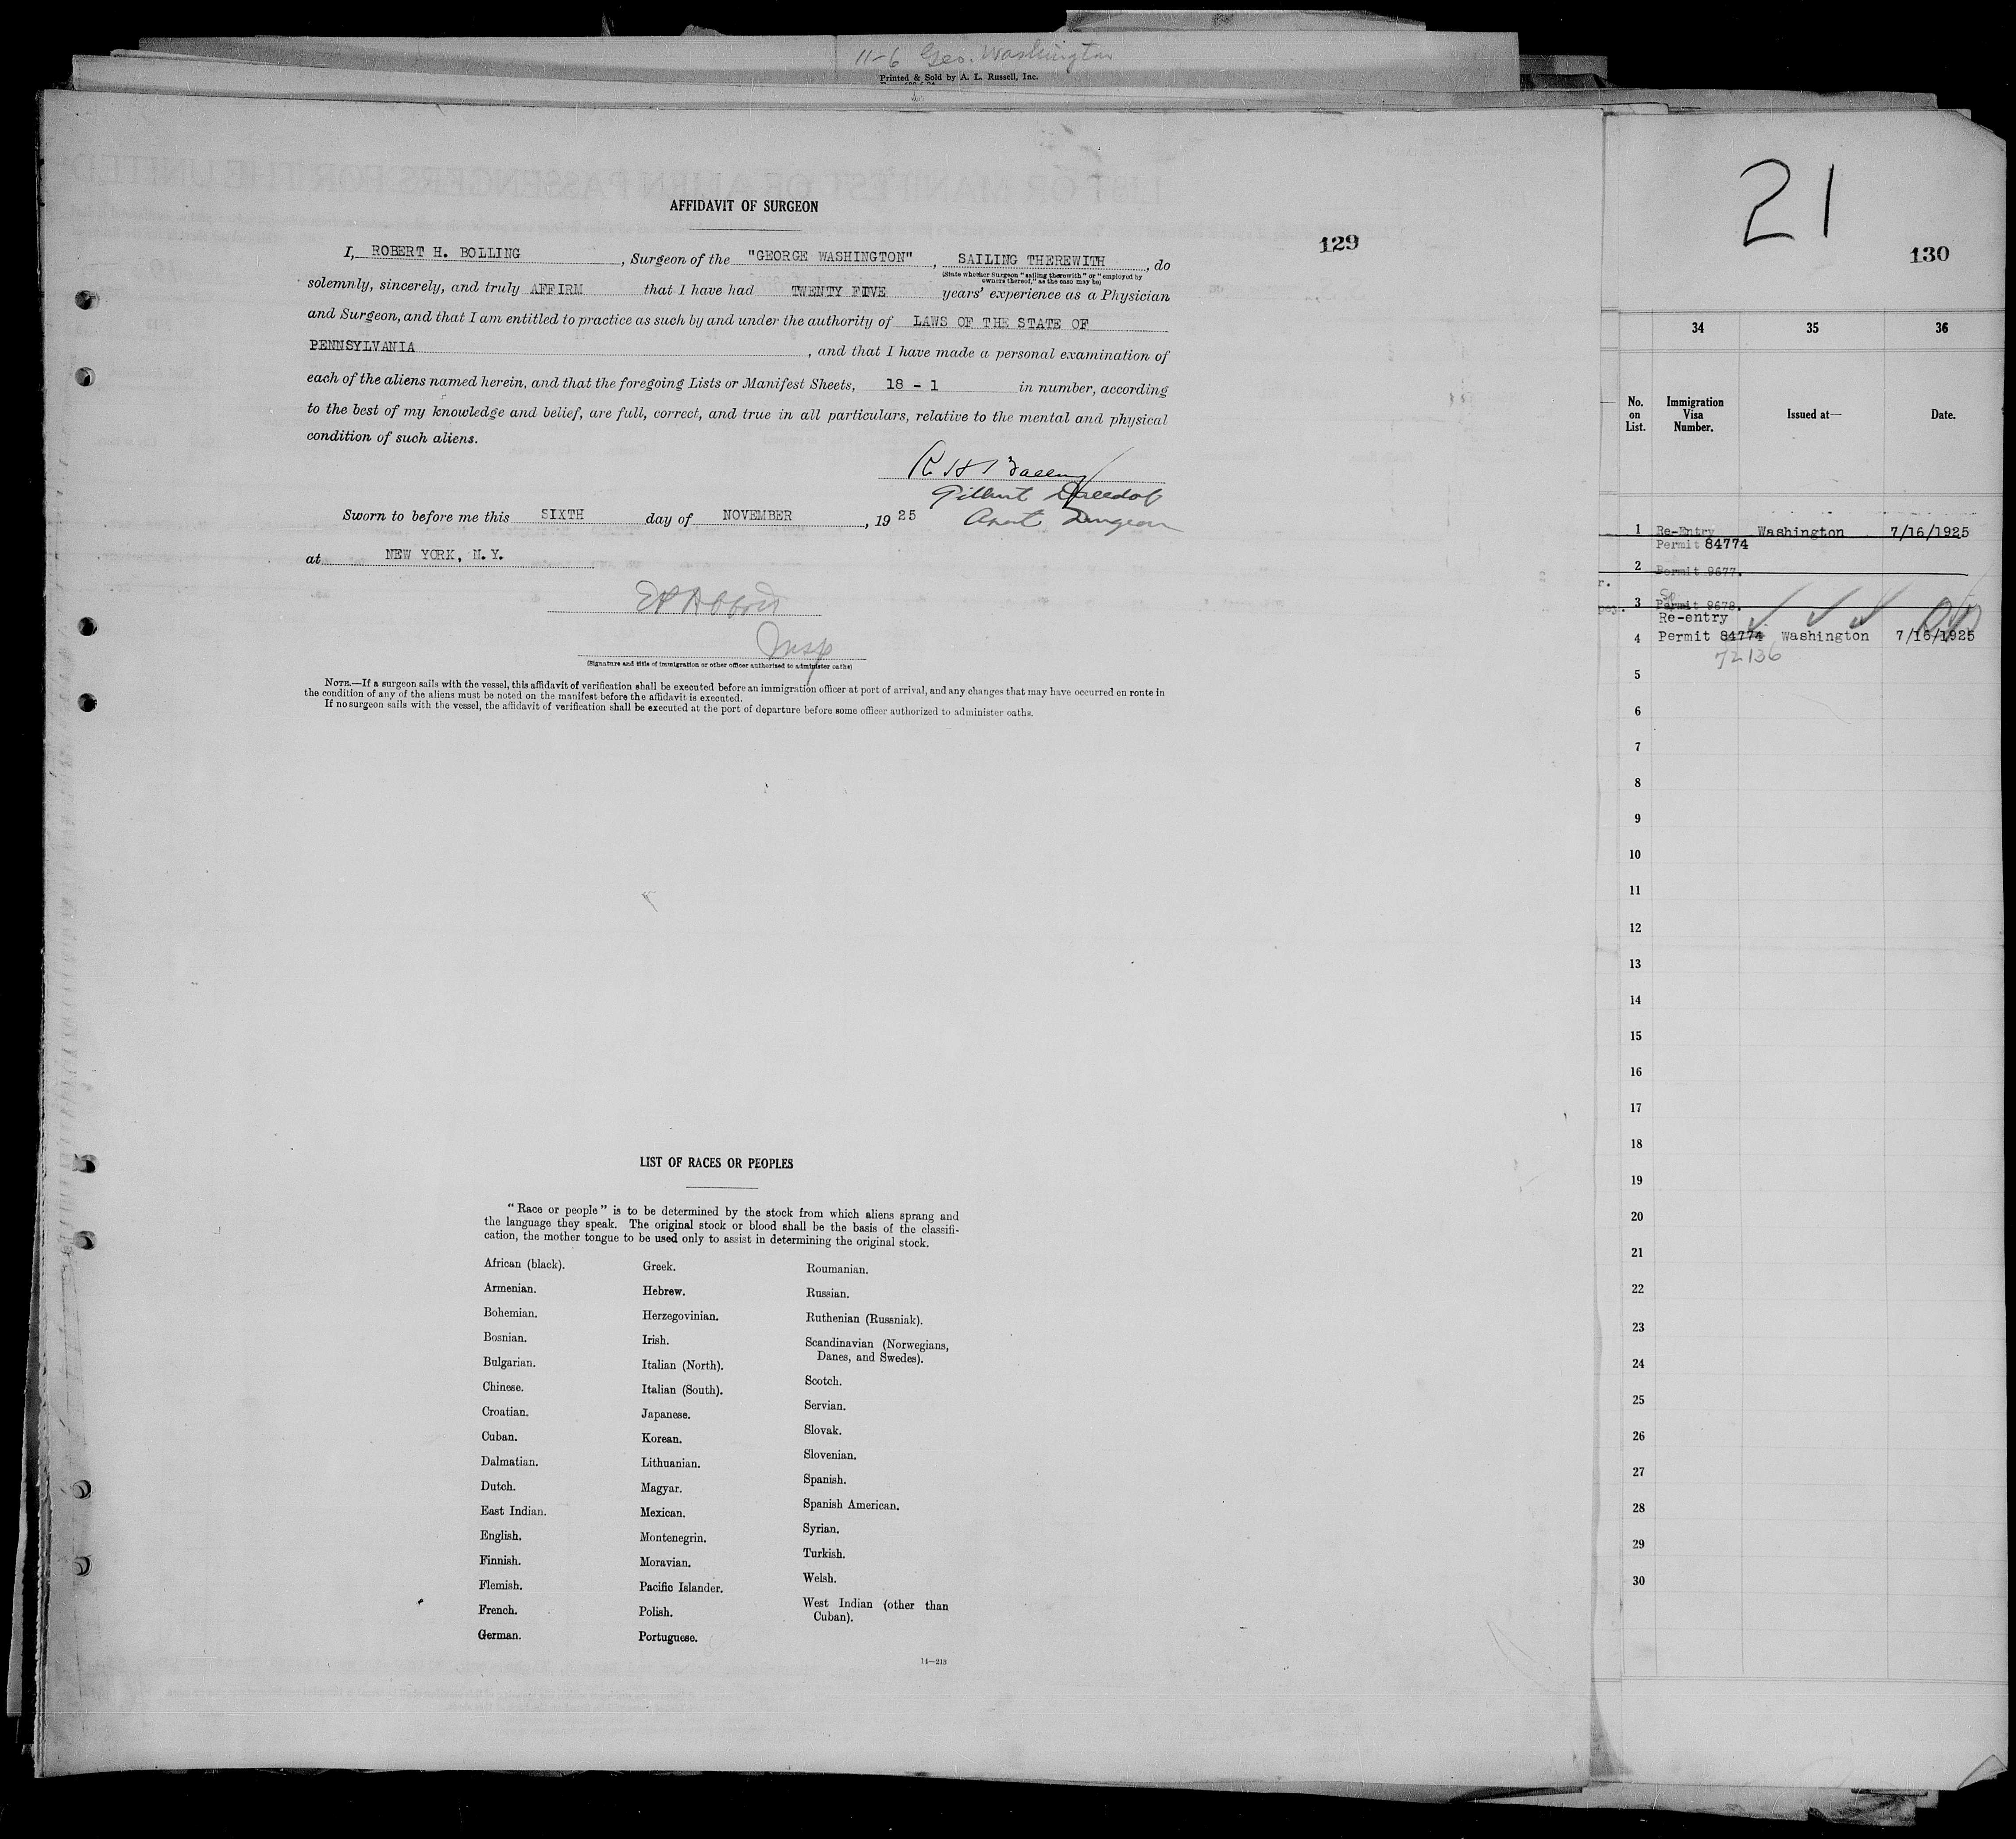 11-6 Geo. Washington
Printed & Sold by A. L. Russell, Inc.
AFFIDAVIT OF SURGEON
129
I, ROBERT H. BOLLING, Surgeon of the "GEORGE WASHINGTON", SAILING THEREWITH, do
(State whether Surgeon "sailing therewith" or "employed by
owners thereof," as the case may be)
solemnly, sincerely, and truly AFFIRM that I have had TWENTY FIVE years' experience as a Physician
and Surgeon, and that I am entitled to practice as such by and under the authority of LAWS OF THE STATE OF
PENNSYLVANIA, and that I have made a personal examination of
each of the aliens named herein, and that the foregoing Lists or Manifest Sheets, 18 - 1 in number, according
to the best of my knowledge and belief, are full, correct, and true in all particulars, relative to the mental and physical
condition of such aliens.
R H Bolling
Gilbert
Surgeon
Sworn to before me this SIXTH day of NOVEMBER, 1925
at NEW YORK, N.Y.
Insp
(Signature and title of immigration or other officer authorized to administer oaths)
NOTE.—If a surgeon sails with the vessel, this affidavit of verification shall be executed before an immigration officer at port of arrival, and any changes that may have occurred en route in
the condition of any of the aliens must be noted on the manifest before the affidavit is executed.
If no surgeon sails with the vessel, the affidavit of verification shall be executed at the port of departure before some officer authorized to administer oaths.
LIST OF RACES OR PEOPLES
"Race or people" is to be determined by the stock from which aliens sprang and
the language they speak. The original stock or blood shall be the basis of the classifi-
cation, the mother tongue to be used only to assist in determining the original stock.
African (black).
Armenian.
Bohemian.
Bosnian.
Bulgarian.
Chinese.
Croatian.
Cuban.
Dalmatian.
Dutch.
East Indian.
English.
Finnish.
Flemish.
French.
German.
Greek.
Hebrew.
Herzegovinian.
Irish.
Italian (North).
Italian (South).
Japanese.
Korean.
Lithuanian.
Magyar.
Mexican.
Montenegrin.
Moravian.
Pacific Islander.
Polish.
Portuguese.
Roumanian.
Russian.
Ruthenian (Russniak).
Scandinavian (Norwegians,
Danes, and Swedes).
Scotch.
Servian.
Slovak.
Slovenian.
Spanish.
Spanish American.
Syrian.
Turkish.
Welsh.
West Indian (other than
Cuban).
14—213
21
130
34 35 36
No.
on
List.
Immigration
Visa
Number.
Issued at—
Date.
1 Re-Entry Washington 7/16/1925
Permit 84774
2 Permit 9677.
3 Permit 9678.
Re-entry
4 Permit 84774 Washington 7/16/1925
72136
5
6
7
8
9
10
11
12
13
14
15
16
17
18
19
20
21
22
23
24
25
26
27
28
29
30